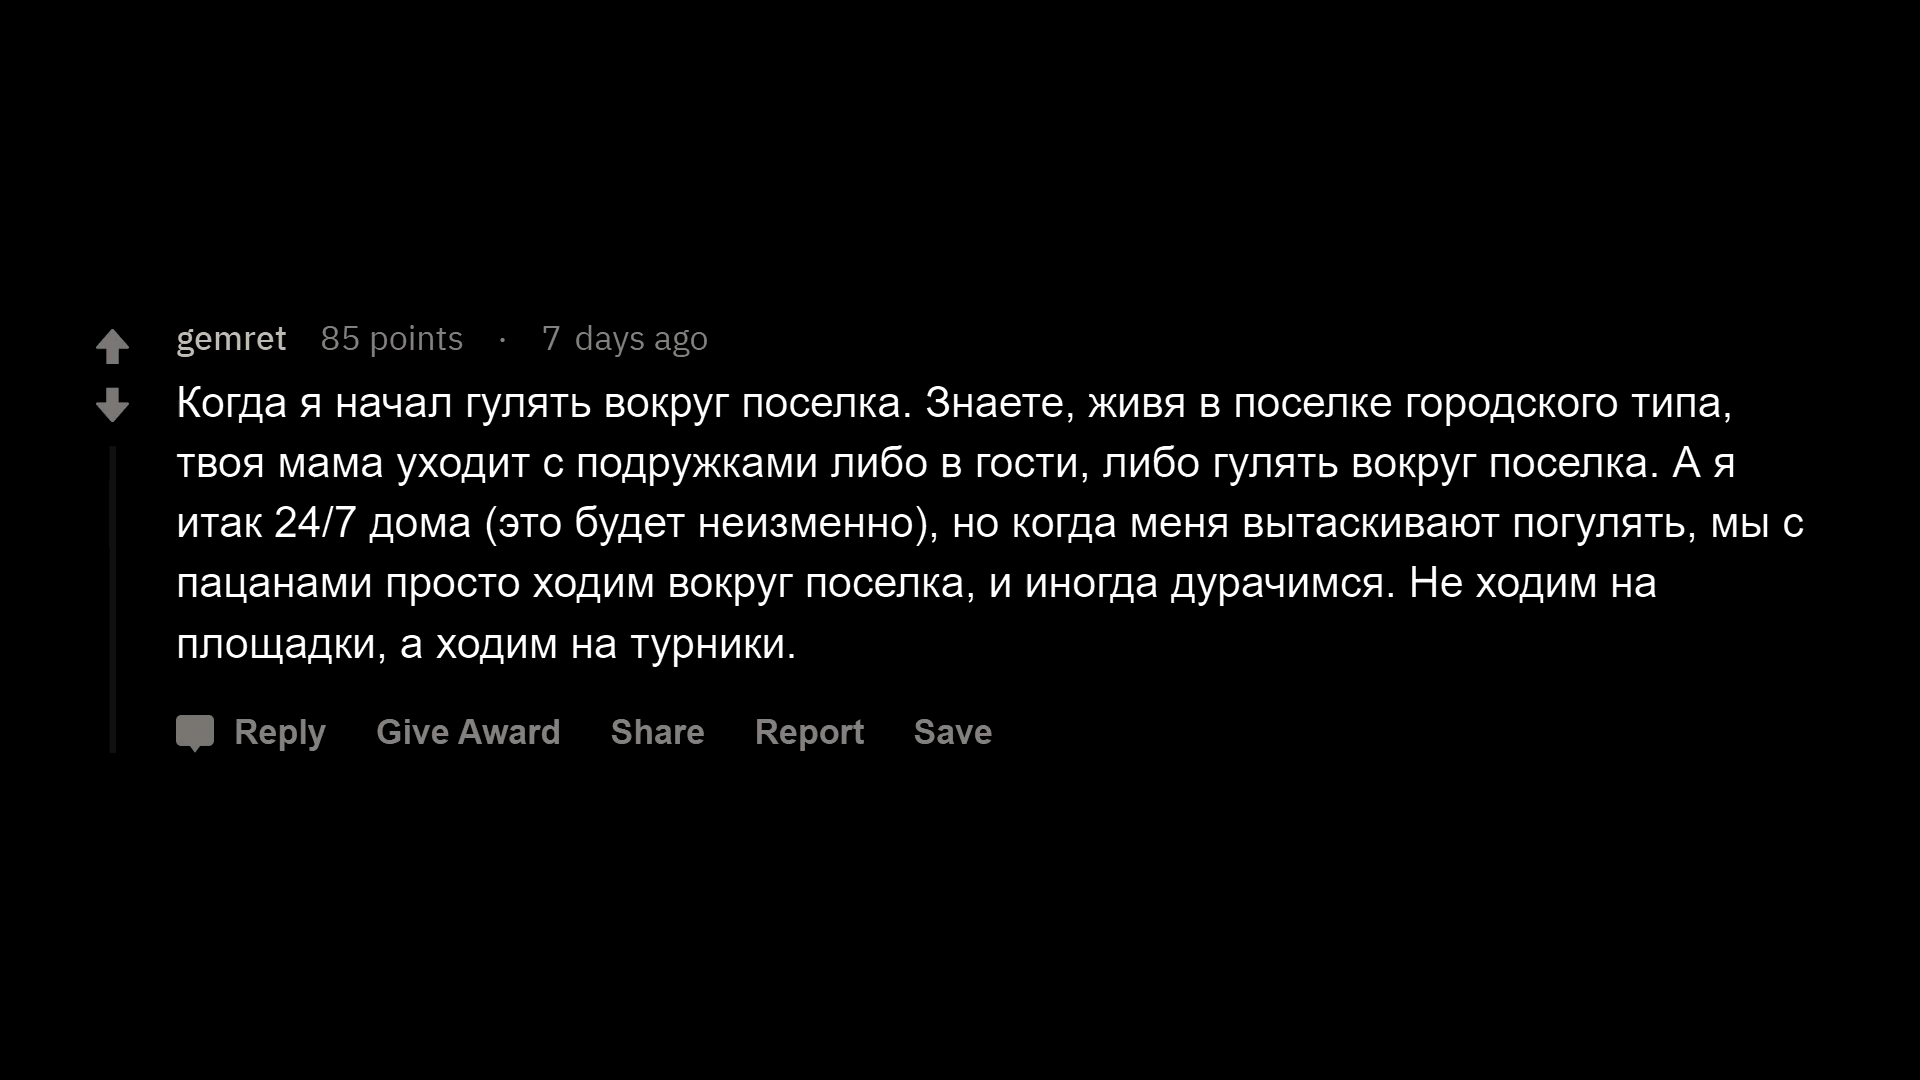 gemret 85 points · 7 days ago
Когда я начал гулять вокруг поселка. Знаете, живя в поселке городского типа,
твоя мама уходит с подружками либо в гости, либо гулять вокруг поселка. А я
итак 24/7 дома (это будет неизменно), но когда меня вытаскивают погулять, мы с
пацанами просто ходим вокруг поселка, и иногда дурачимся. Не ходим на
площадки, а ходим на турники.
Reply Give Award Share Report Save